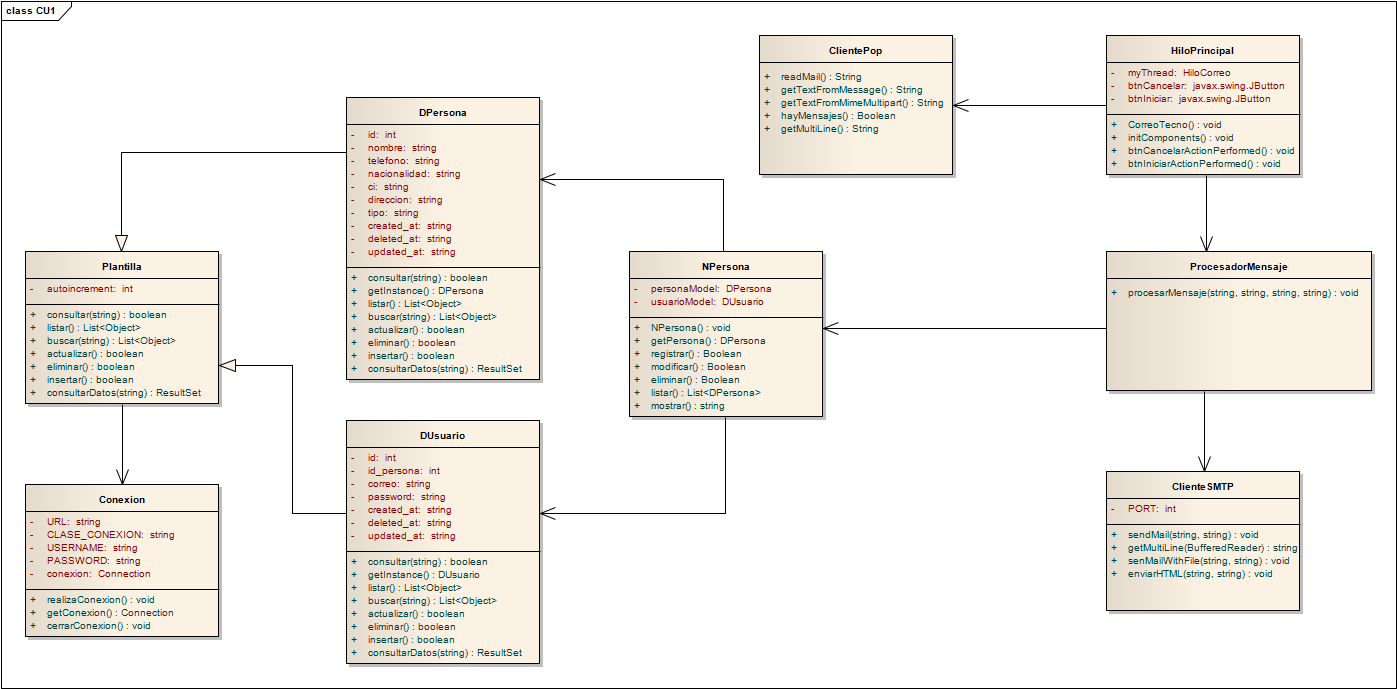 class CU1
ClientePop
+ readMail() : String
+ getTextFromMessage() : String
+ getTextFromMimeMultipart() : String
+ hayMensajes() : Boolean
+ getMultiLine() : String
HiloPrincipal
- myThread: HiloCorreo
- btnCancelar: javax.swing.JButton
- btnIniciar: javax.swing.JButton
+ CorreoTecno() : void
+ initComponents() : void
+ btnCancelarActionPerformed() : void
+ btnIniciarActionPerformed() : void
DPersona
- id: int
- nombre: string
- telefono: string
- nacionalidad: string
- ci: string
- direccion: string
- tipo: string
- created_at: string
- deleted_at: string
- updated_at: string
+ consultar(string) : boolean
+ getInstance() : DPersona
+ listar() : List<Object>
+ buscar(string) : List<Object>
+ actualizar() : boolean
+ eliminar() : boolean
+ insertar() : boolean
+ consultarDatos(string) : ResultSet
Plantilla
- autoincrement: int
+ consultar(string) : boolean
+ listar() : List<Object>
+ buscar(string) : List<Object>
+ actualizar() : boolean
+ eliminar() : boolean
+ insertar() : boolean
+ consultarDatos(string) : ResultSet
NPersona
- personaModel: DPersona
- usuarioModel: DUsuario
+ NPersona() : void
+ getPersona() : DPersona
+ registrar() : Boolean
+ modificar() : Boolean
+ eliminar() : Boolean
+ listar() : List<DPersona>
+ mostrar() : string
ProcesadorMensaje
+ procesarMensaje(string, string, string, string) : void
DUsuario
- id: int
- id_persona: int
- correo: string
- password: string
- created_at: string
- deleted_at: string
- updated_at: string
+ consultar(string) : boolean
+ getInstance() : DUsuario
+ listar() : List<Object>
+ buscar(string) : List<Object>
+ actualizar() : boolean
+ eliminar() : boolean
+ insertar() : boolean
+ consultarDatos(string) : ResultSet
Conexion
- URL: string
- CLASE_CONEXION: string
- USERNAME: string
- PASSWORD: string
- conexion: Connection
+ realizaConexion() : void
+ getConexion() : Connection
+ cerrarConexion() : void
ClienteSMTP
- PORT: int
+ sendMail(string, string) : void
+ getMultiLine(BufferedReader) : string
+ senMailWithFile(string, string) : void
+ enviarHTML(string, string) : void